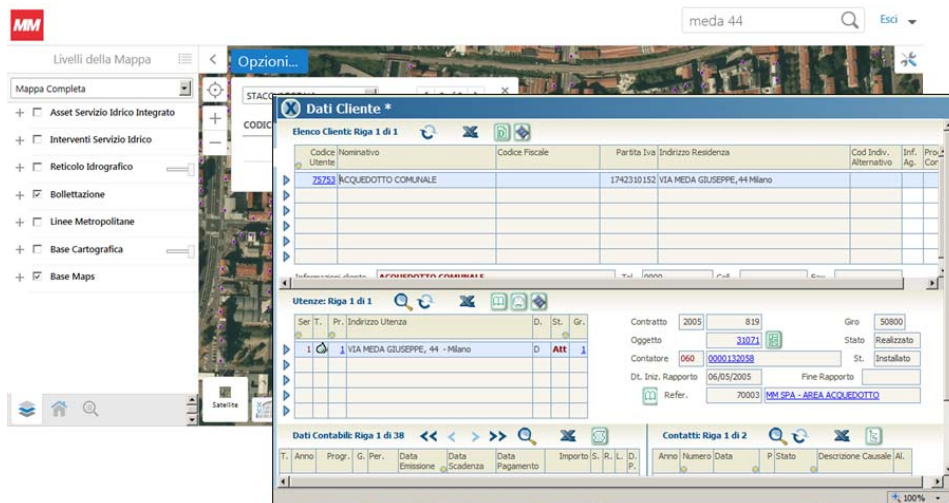 MM
meda 44
Esci
Livelli della Mappa
Opzioni...
Mappa Completa
Asset Servizio Idrico Integrato
Interventi Servizio Idrico
Reticolo Idrografico
Bollettazione
Linee Metropolitane
Base Cartografica
Base Maps
Satellite
Dati Cliente *
Elenco Clienti: Riga 1 di 1
Codice Utente Nominativo Codice Fiscale Partita Iva Indirizzo Residenza Cod Indiv. Alternativo Inf. Ag.
75753 ACQUEDOTTO COMUNALE 1742310152 VIA MEDA GIUSEPPE,44 Milano
Utenze: Riga 1 di 1
Ser T. Pr. Indirizzo Utenza D. St. Gr.
1 1 VIA MEDA GIUSEPPE, 44 - Milano D Att 1
Contratto 2005 819 Giro 50800
Oggetto 31071 Stato Realizzato
Contatore 060 0000132058 St. Installato
Dt. Iniz. Rapporto 06/05/2005 Fine Rapporto
Refer. 70003 MM SPA - AREA ACQUEDOTTO
Dati Contabili: Riga 1 di 38 << < > >>
T. Anno Progr. G. Per. Data Emissione Data Scadenza Data Pagamento Importo S. R. L. D. P.
Contatti: Riga 1 di 2
Anno Numero Data P Stato Descrizione Causale Al.
100%